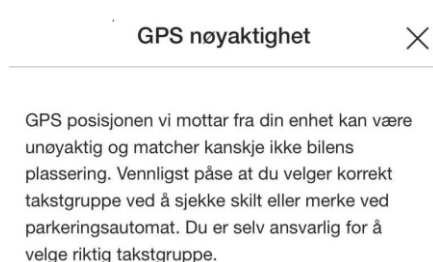 GPS nøyaktighet
GPS posisjonen vi mottar fra din enhet kan være
unøyaktig og matcher kanskje ikke bilens
plassering. Vennligst påse at du velger korrekt
takstgruppe ved å sjekke skilt eller merke ved
parkeringsautomat. Du er selv ansvarlig for å
velge riktig takstgruppe.